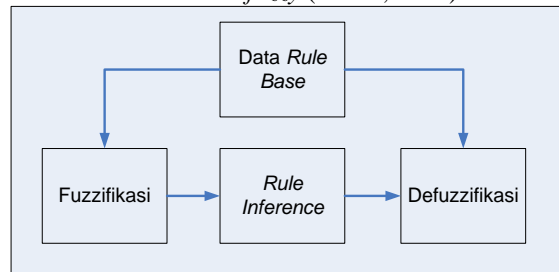 Data Rule
Base
Fuzzifikasi
Rule
Inference
Defuzzifikasi